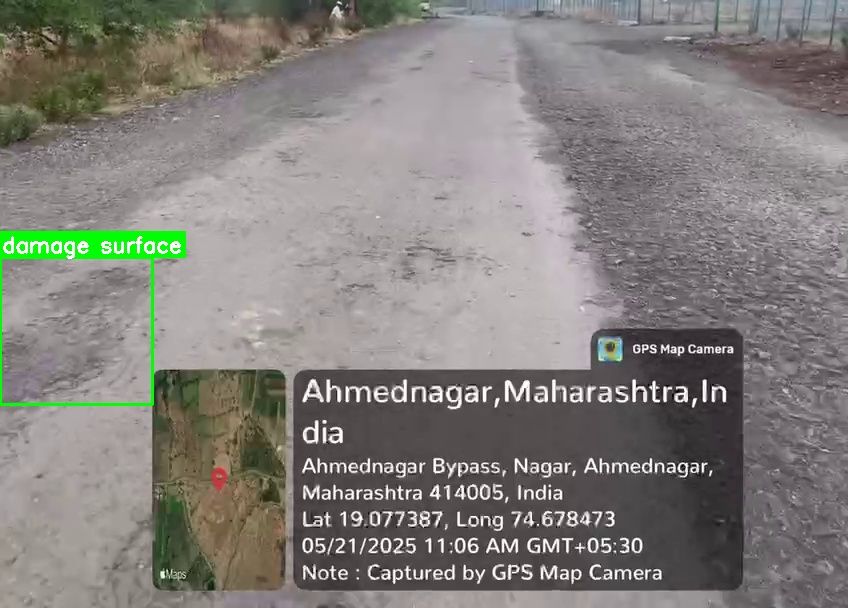 damage surface
GPS Map Camera
Ahmednagar,Maharashtra,In
dia
Ahmednagar Bypass, Nagar, Ahmednagar,
Maharashtra 414005, India
Lat 19.077387, Long 74.678473
05/21/2025 11:06 AM GMT+05:30
Note : Captured by GPS Map Camera
Maps